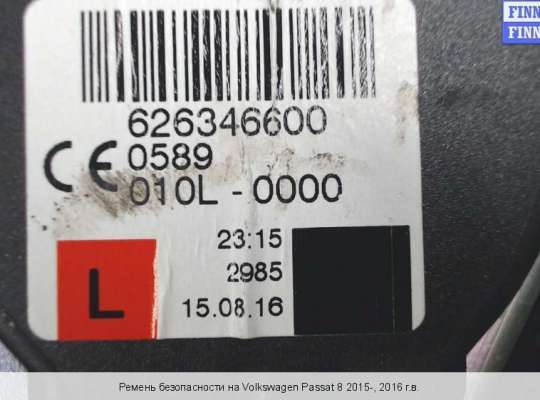 FINN
FINN
626346600
CE 0589
010L - 0000
23:15
2985
L
15.08.16
Ремень безопасности на Volkswagen Passat 8 2015-, 2016 г.в.